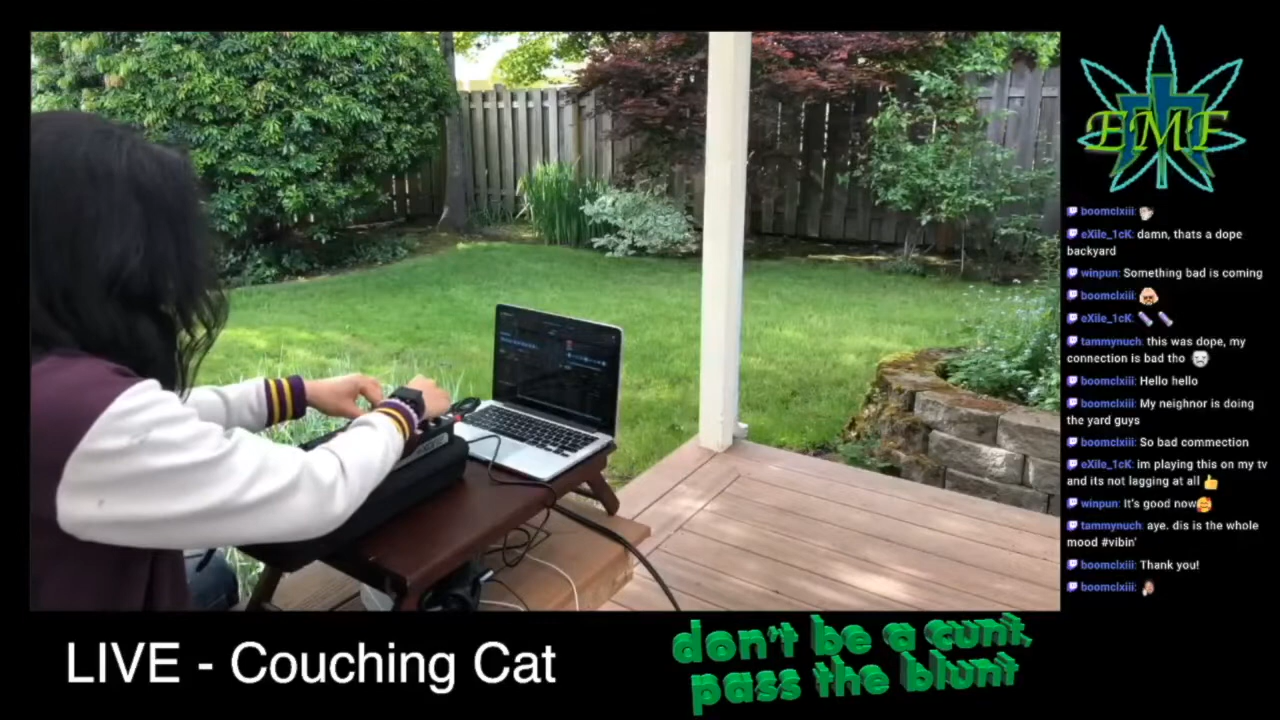 EMF
boomclxiii:
eXile_1cK: damn, thats a dope
backyard
winpun: Something bad is coming
boomclxiii:
eXile_1cK:
tammynuch: this was dope, my
connection is bad tho
boomclxiii: Hello hello
boomclxiii: My neighnor is doing
the yard guys
boomclxiii: So bad commection
eXile_1cK: im playing this on my tv
and its not lagging at all 👍
winpun: It's good now🥰
tammynuch: aye. dis is the whole
mood #vibin'
boomclxiii: Thank you!
boomclxiii:
LIVE - Couching Cat
don't be a cunt,
pass the blunt